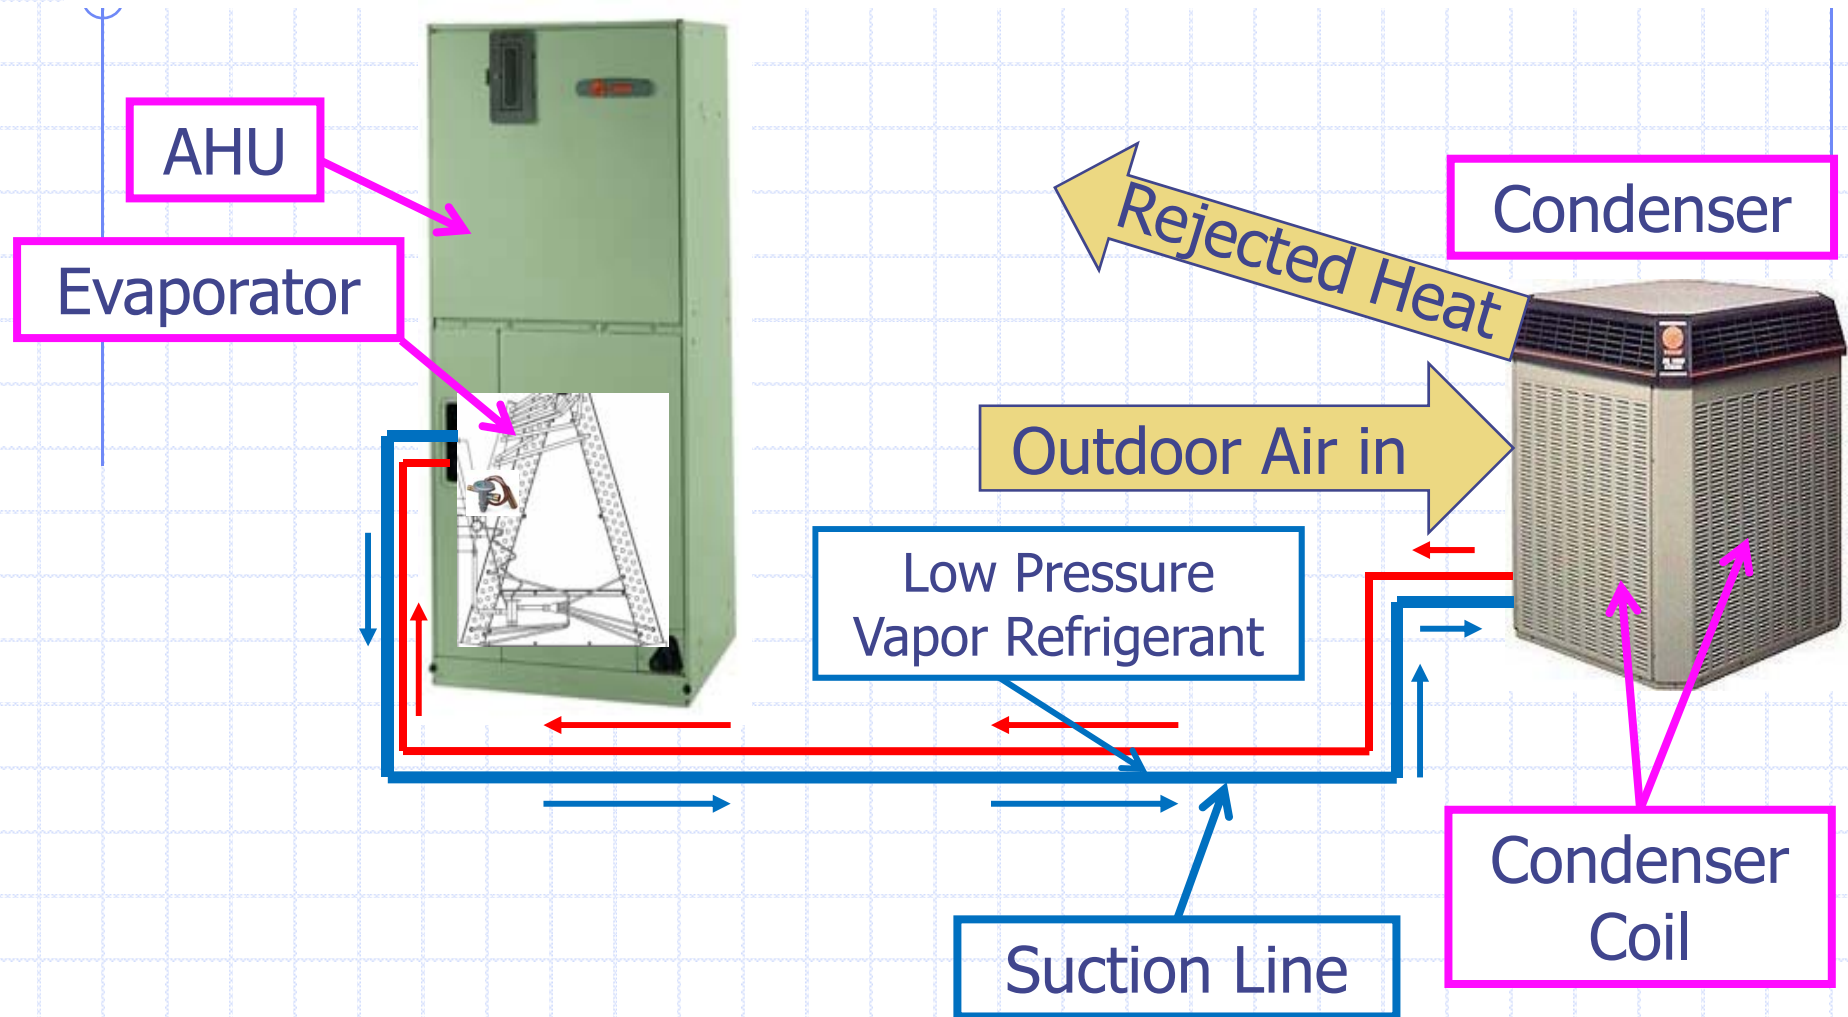 AHU
Evaporator
Rejected Heat
Condenser
Outdoor Air in
Low Pressure
Vapor Refrigerant
Condenser
Coil
Suction Line